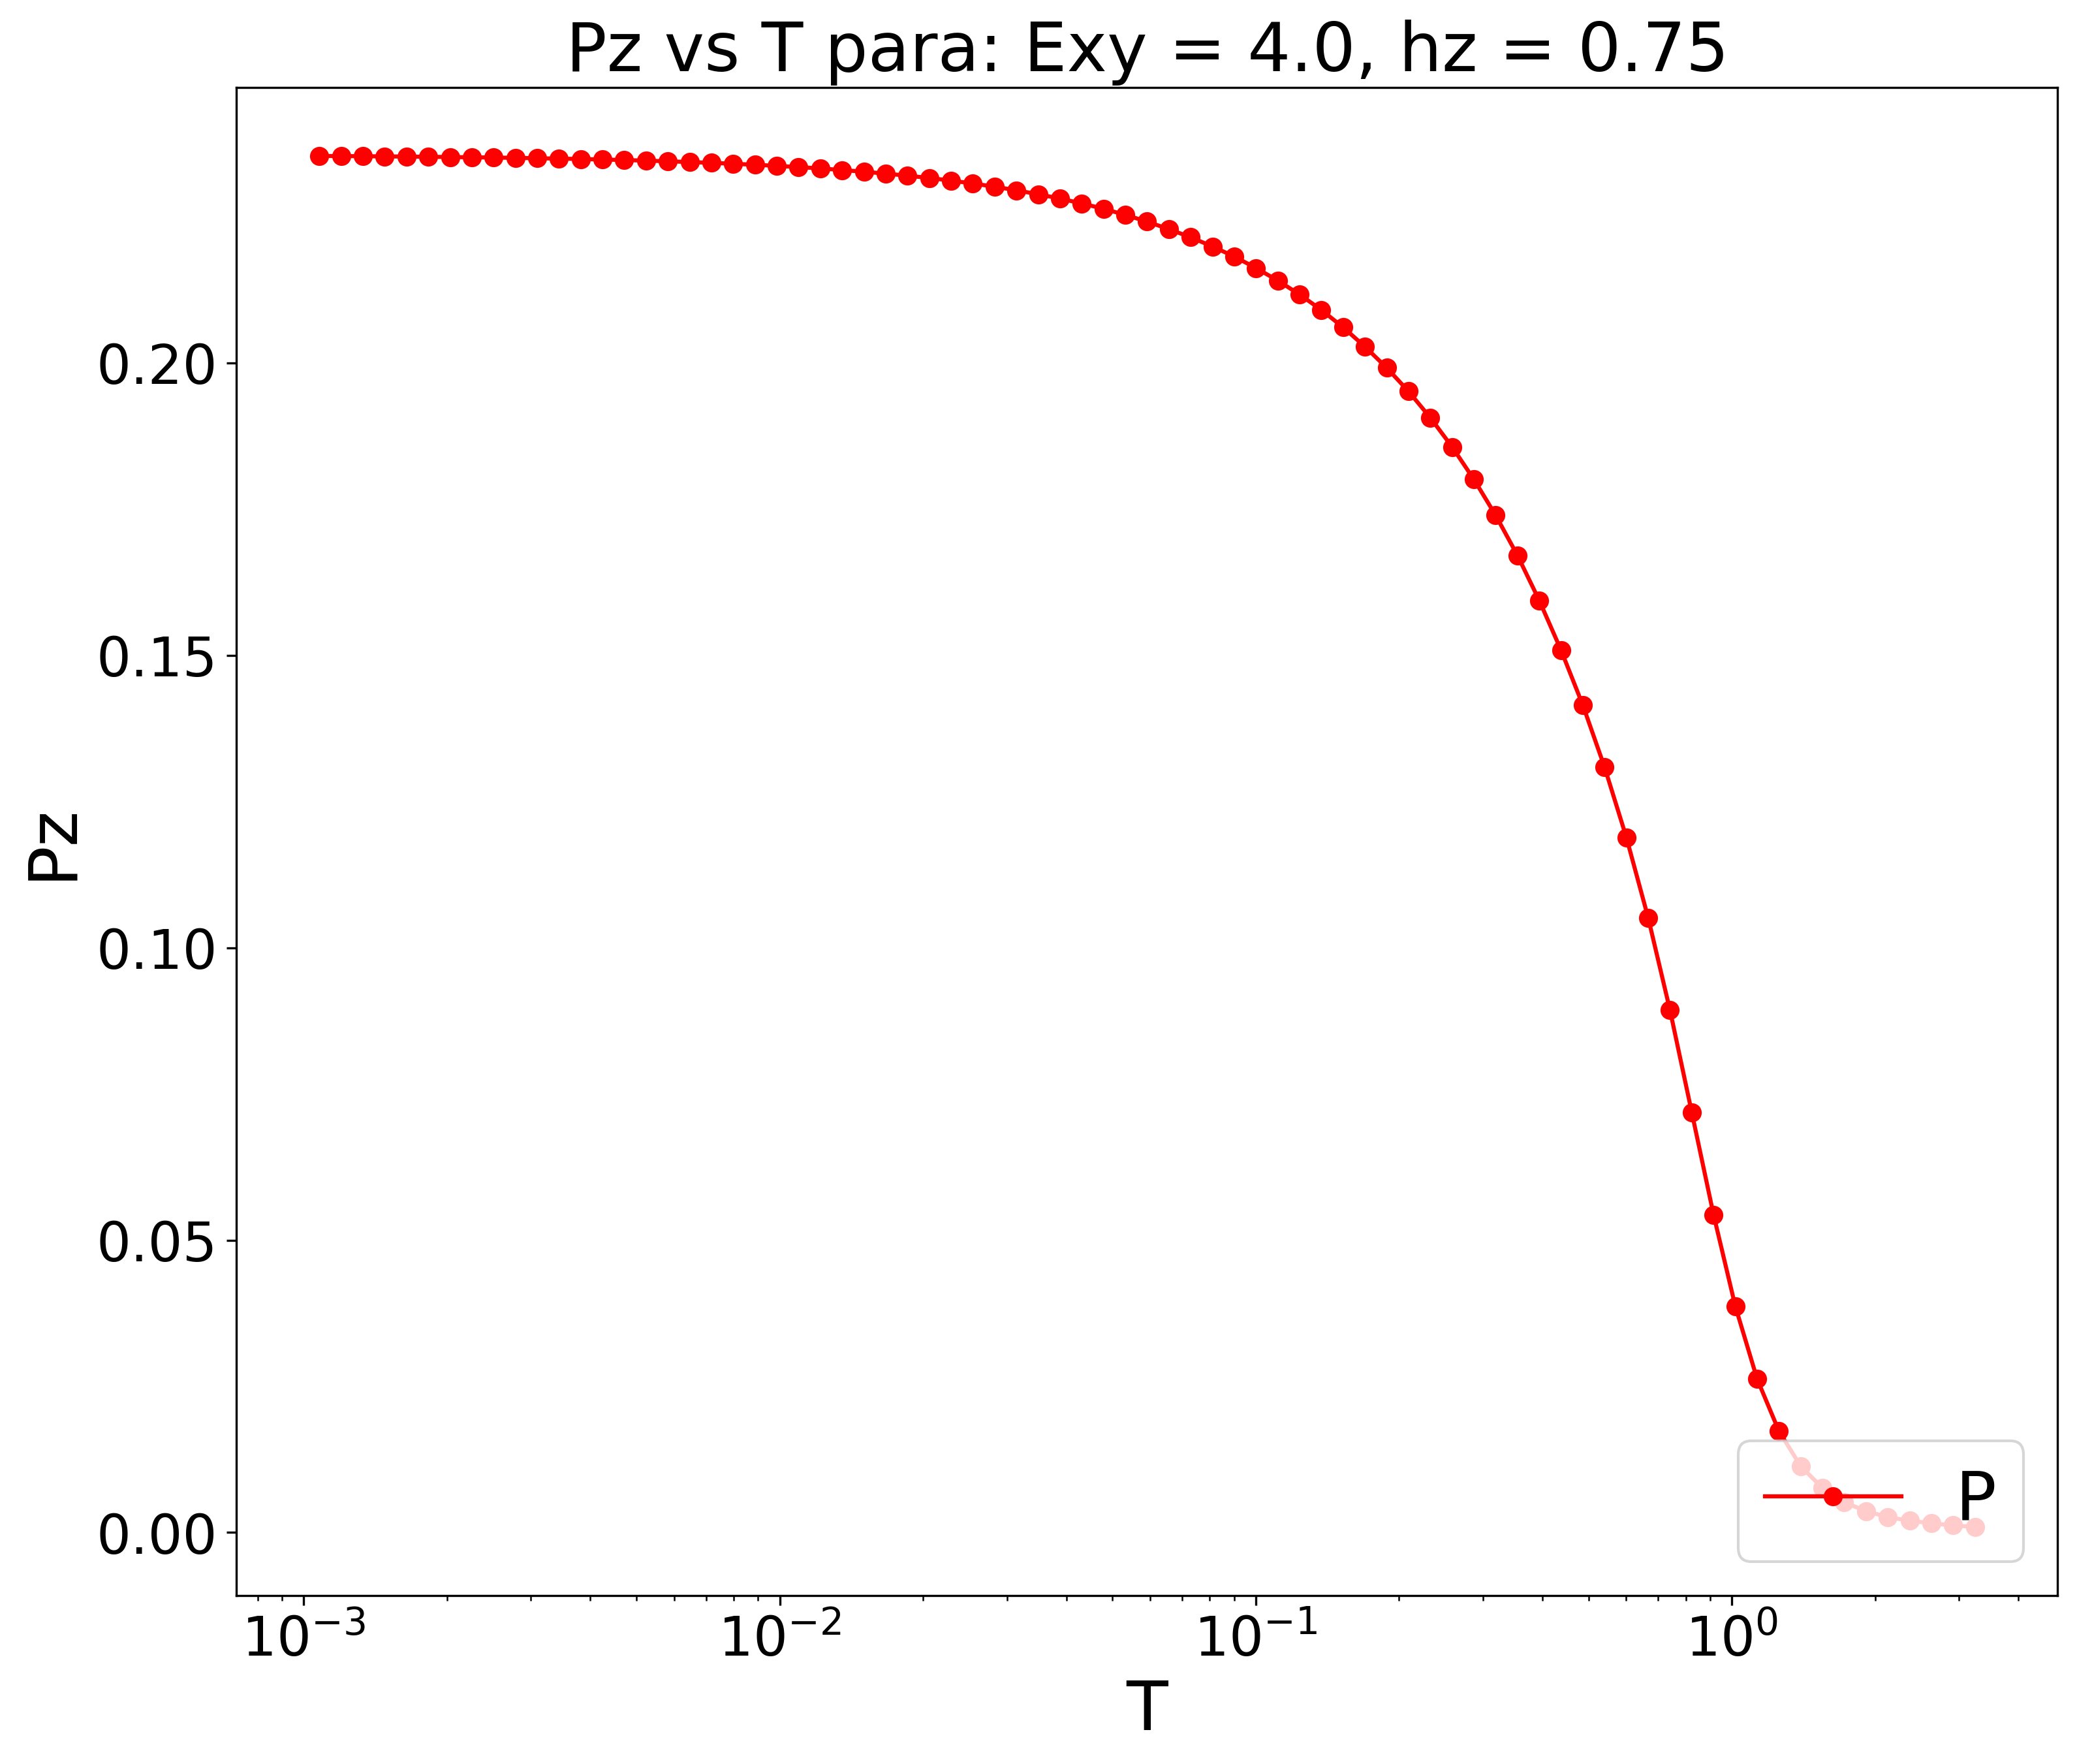 Pz vs T para: Exy = 4.0, hz = 0.75
Pz
0.20
0.15
0.10
0.05
0.00
P
10⁻³ 10⁻² 10⁻¹ 10⁰
T